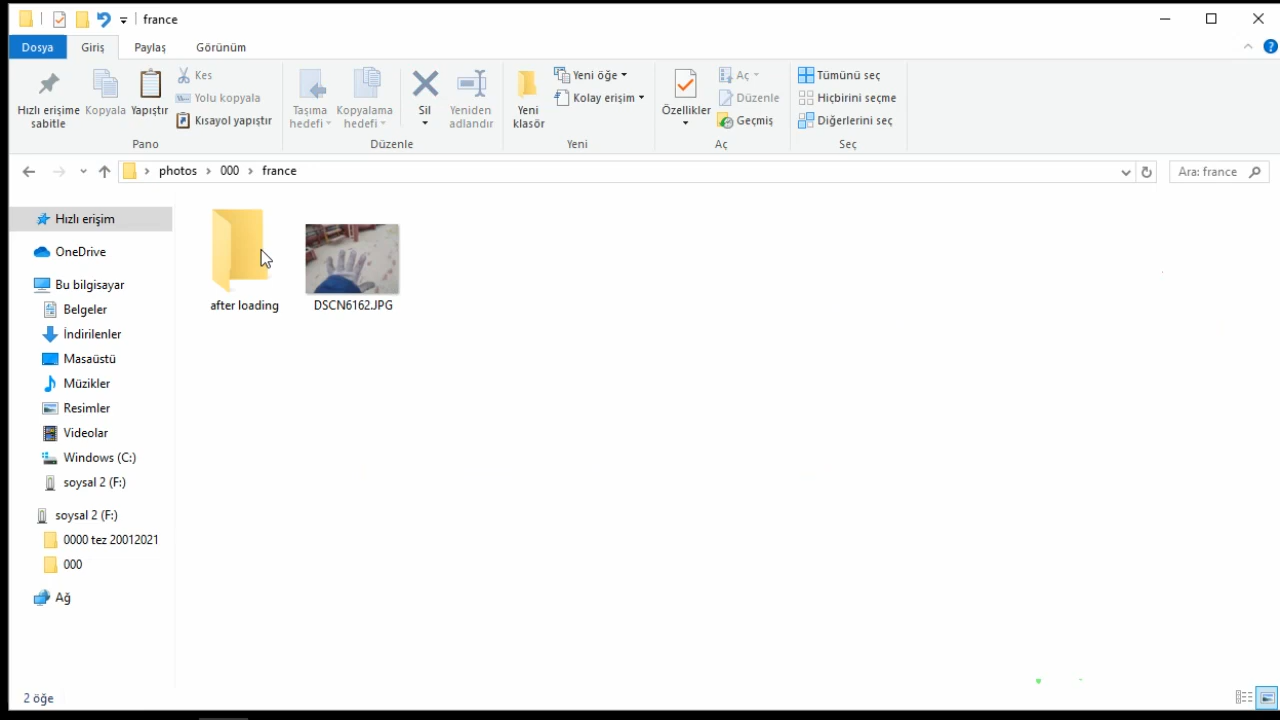 france
Dosya
Giriş
Paylaş
Görünüm
Hızlı erişime
sabitle
Kopyala
Yapıştır
Kes
Yolu kopyala
Kısayol yapıştır
Pano
Taşıma
hedefi
Kopyalama
hedefi
Sil
Yeniden
adlandır
Düzenle
Yeni
klasör
Yeni öğe
Kolay erişim
Yeni
Özellikler
Aç
Düzenle
Geçmiş
Aç
Tümünü seç
Hiçbirini seçme
Diğerlerini seç
Seç
photos > 000 > france
Ara: france
Hızlı erişim
OneDrive
Bu bilgisayar
Belgeler
İndirilenler
Masaüstü
Müzikler
Resimler
Videolar
Windows (C:)
soysal 2 (F:)
soysal 2 (F:)
0000 tez 20012021
000
Ağ
after loading
DSCN6162.JPG
2 öğe